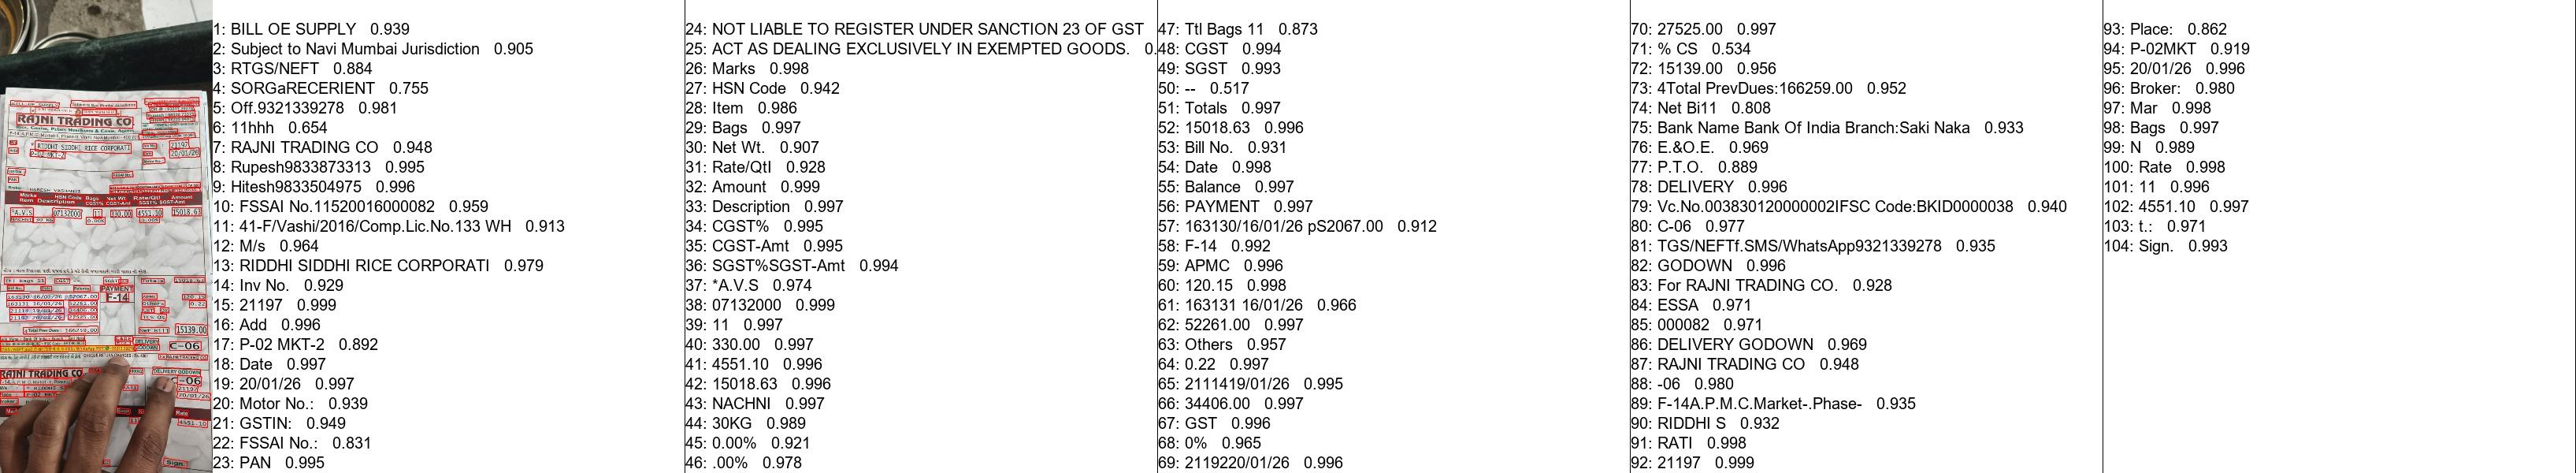 1: BILL OE SUPPLY 0.939
2: Subject to Navi Mumbai Jurisdiction 0.905
3: RTGS/NEFT 0.884
4: SORGaRECERIENT 0.755
5: Off.9321339278 0.981
6: 11hhh 0.654
7: RAJNI TRADING CO 0.948
8: Rupesh9833873313 0.995
9: Hitesh9833504975 0.996
10: FSSAI No.11520016000082 0.959
11: 41-F/Vashi/2016/Comp.Lic.No.133 WH 0.913
12: M/s 0.964
13: RIDDHI SIDDHI RICE CORPORATI 0.979
14: Inv No. 0.929
15: 21197 0.999
16: Add 0.996
17: P-02 MKT-2 0.892
18: Date 0.997
19: 20/01/26 0.997
20: Motor No.: 0.939
21: GSTIN: 0.949
22: FSSAI No.: 0.831
23: PAN 0.995
24: NOT LIABLE TO REGISTER UNDER SANCTION 23 OF GST
25: ACT AS DEALING EXCLUSIVELY IN EXEMPTED GOODS. 0.
26: Marks 0.998
27: HSN Code 0.942
28: Item 0.986
29: Bags 0.997
30: Net Wt. 0.907
31: Rate/QtI 0.928
32: Amount 0.999
33: Description 0.997
34: CGST% 0.995
35: CGST-Amt 0.995
36: SGST%SGST-Amt 0.994
37: *A.V.S 0.974
38: 07132000 0.999
39: 11 0.997
40: 330.00 0.997
41: 4551.10 0.996
42: 15018.63 0.996
43: NACHNI 0.997
44: 30KG 0.989
45: 0.00% 0.921
46: .00% 0.978
47: Ttl Bags 11 0.873
48: CGST 0.994
49: SGST 0.993
50: -- 0.517
51: Totals 0.997
52: 15018.63 0.996
53: Bill No. 0.931
54: Date 0.998
55: Balance 0.997
56: PAYMENT 0.997
57: 163130/16/01/26 pS2067.00 0.912
58: F-14 0.992
59: APMC 0.996
60: 120.15 0.998
61: 163131 16/01/26 0.966
62: 52261.00 0.997
63: Others 0.957
64: 0.22 0.997
65: 2111419/01/26 0.995
66: 34406.00 0.997
67: GST 0.996
68: 0% 0.965
69: 2119220/01/26 0.996
70: 27525.00 0.997
71: % CS 0.534
72: 15139.00 0.956
73: 4Total PrevDues:166259.00 0.952
74: Net Bi11 0.808
75: Bank Name Bank Of India Branch:Saki Naka 0.933
76: E.&O.E. 0.969
77: P.T.O. 0.889
78: DELIVERY 0.996
79: Vc.No.003830120000002IFSC Code:BKID0000038 0.940
80: C-06 0.977
81: TGS/NEFTf.SMS/WhatsApp9321339278 0.935
82: GODOWN 0.996
83: For RAJNI TRADING CO. 0.928
84: ESSA 0.971
85: 000082 0.971
86: DELIVERY GODOWN 0.969
87: RAJNI TRADING CO 0.948
88: -06 0.980
89: F-14A.P.M.C.Market-.Phase- 0.935
90: RIDDHI S 0.932
91: RATI 0.998
92: 21197 0.999
93: Place: 0.862
94: P-02MKT 0.919
95: 20/01/26 0.996
96: Broker: 0.980
97: Mar 0.998
98: Bags 0.997
99: N 0.989
100: Rate 0.998
101: 11 0.996
102: 4551.10 0.997
103: t.: 0.971
104: Sign. 0.993